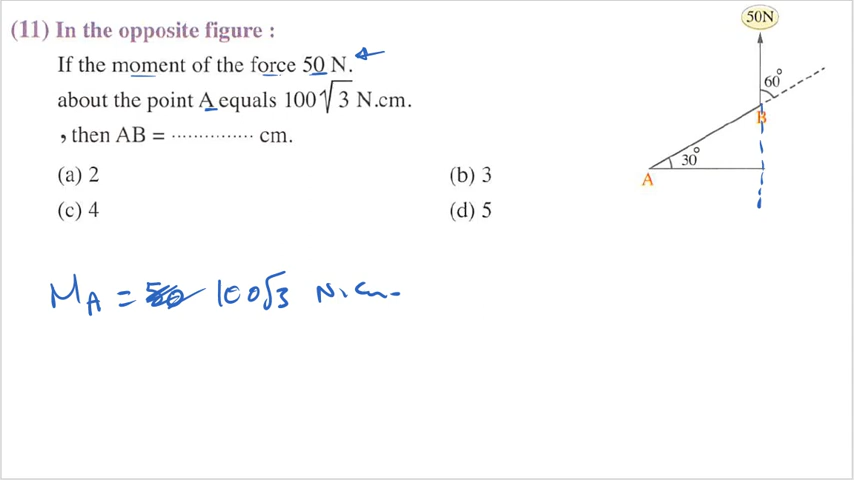 (11) In the opposite figure :
If the moment of the force 50 N.
about the point A equals 100√3 N.cm.
, then AB = ·············· cm.
(a) 2
(b) 3
(c) 4
(d) 5
50N
60°
B
30°
A
M_A = 100√3 N.cm.